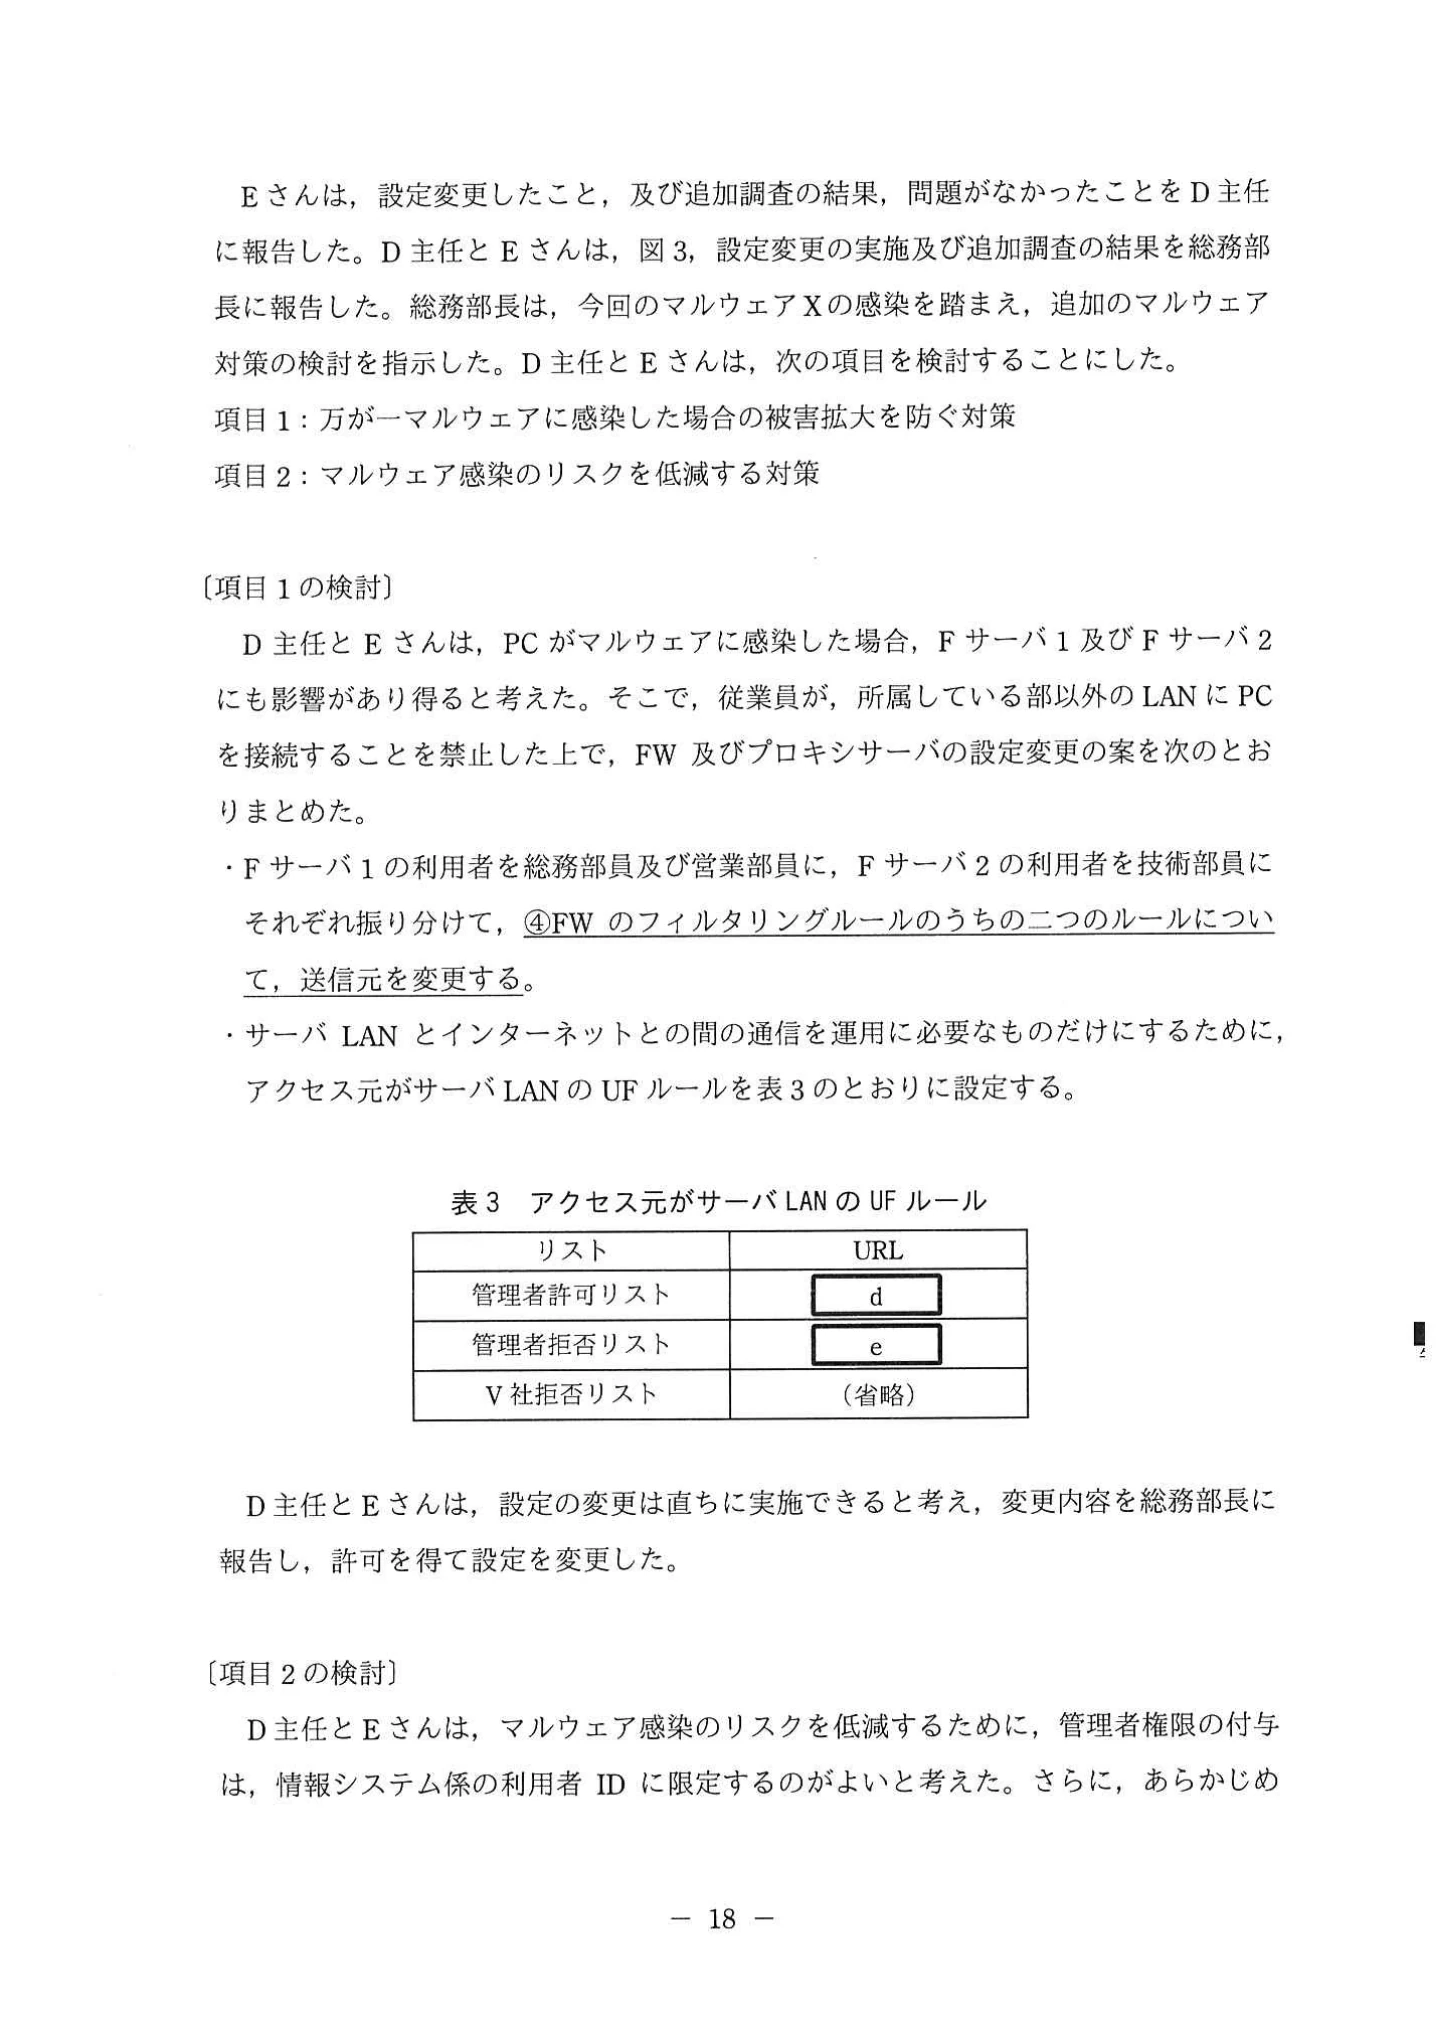 Eさんは，設定変更したこと，及び追加調査の結果，問題がなかったことをD主任
に報告した。D主任とEさんは，図3，設定変更の実施及び追加調査の結果を総務部
長に報告した。総務部長は，今回のマルウェアXの感染を踏まえ，追加のマルウェア
対策の検討を指示した。D主任とEさんは，次の項目を検討することにした。
項目1：万が一マルウェアに感染した場合の被害拡大を防ぐ対策
項目2：マルウェア感染のリスクを低減する対策
〔項目1の検討〕
D主任とEさんは，PCがマルウェアに感染した場合，Fサーバ1及びFサーバ2
にも影響があり得ると考えた。そこで，従業員が，所属している部以外のLANにPC
を接続することを禁止した上で，FW 及びプロキシサーバの設定変更の案を次のとお
りまとめた。
・Fサーバ1の利用者を総務部員及び営業部員に，Fサーバ2の利用者を技術部員に
それぞれ振り分けて，④FW のフィルタリングルールのうちの二つのルールについ
て，送信元を変更する。
・サーバ LAN とインターネットとの間の通信を運用に必要なものだけにするために，
アクセス元がサーバLANのUFルールを表3のとおりに設定する。
表3　アクセス元がサーバLANのUFルール
リスト　URL
管理者許可リスト　d
管理者拒否リスト　e
V社拒否リスト　（省略）
D主任とEさんは，設定の変更は直ちに実施できると考え，変更内容を総務部長に
報告し，許可を得て設定を変更した。
〔項目2の検討〕
D主任とEさんは，マルウェア感染のリスクを低減するために，管理者権限の付与
は，情報システム係の利用者 ID に限定するのがよいと考えた。さらに，あらかじめ
－ 18 －